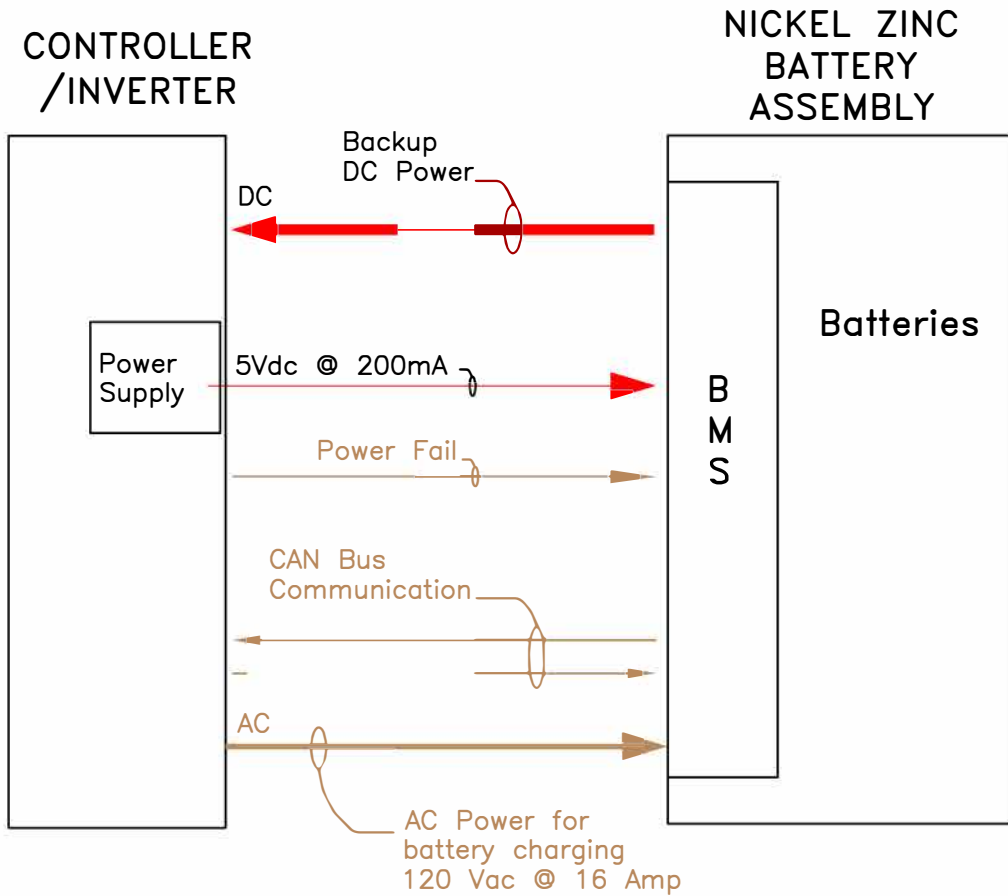 CONTROLLER
/INVERTER
NICKEL ZINC
BATTERY
ASSEMBLY
Backup
DC Power
DC
Batteries
Power
Supply
5Vdc @ 200mA
B
M
S
Power Fail
CAN Bus
Communication
AC
AC Power for
battery charging
120 Vac @ 16 Amp